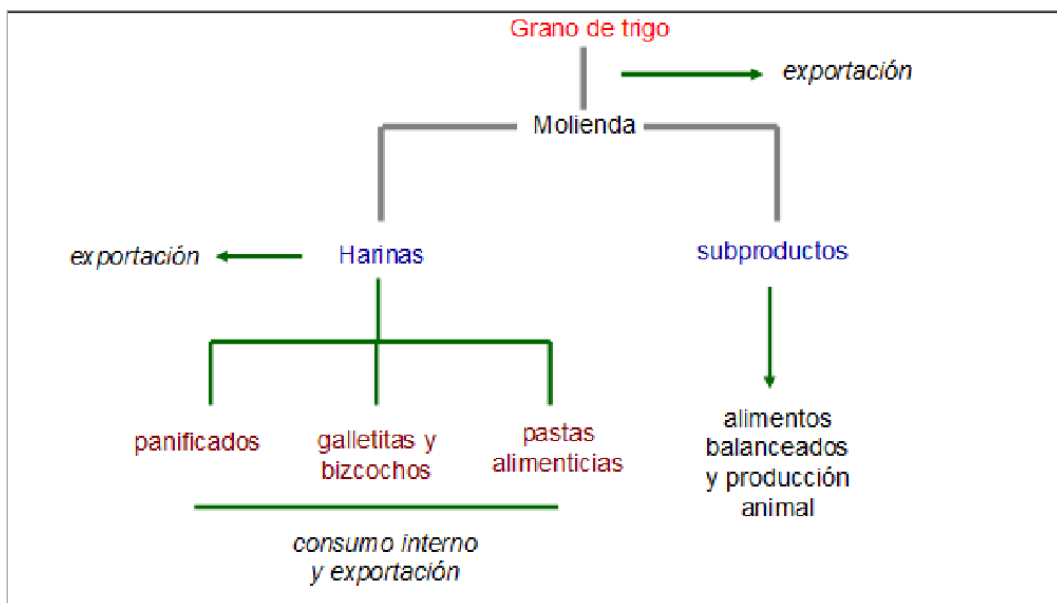 Grano de trigo
exportación
Molienda
exportación
Harinas
subproductos
panificados
galletitas y
bizcochos
pastas
alimenticias
alimentos
balanceados
y producción
animal
consumo interno
y exportación